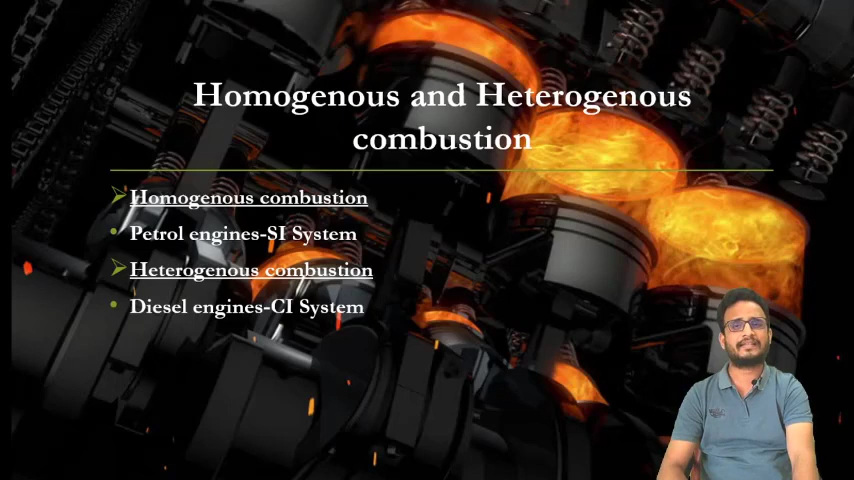 Homogenous and Heterogenous
combustion
Homogenous combustion
Petrol engines-SI System
Heterogenous combustion
Diesel engines-CI System